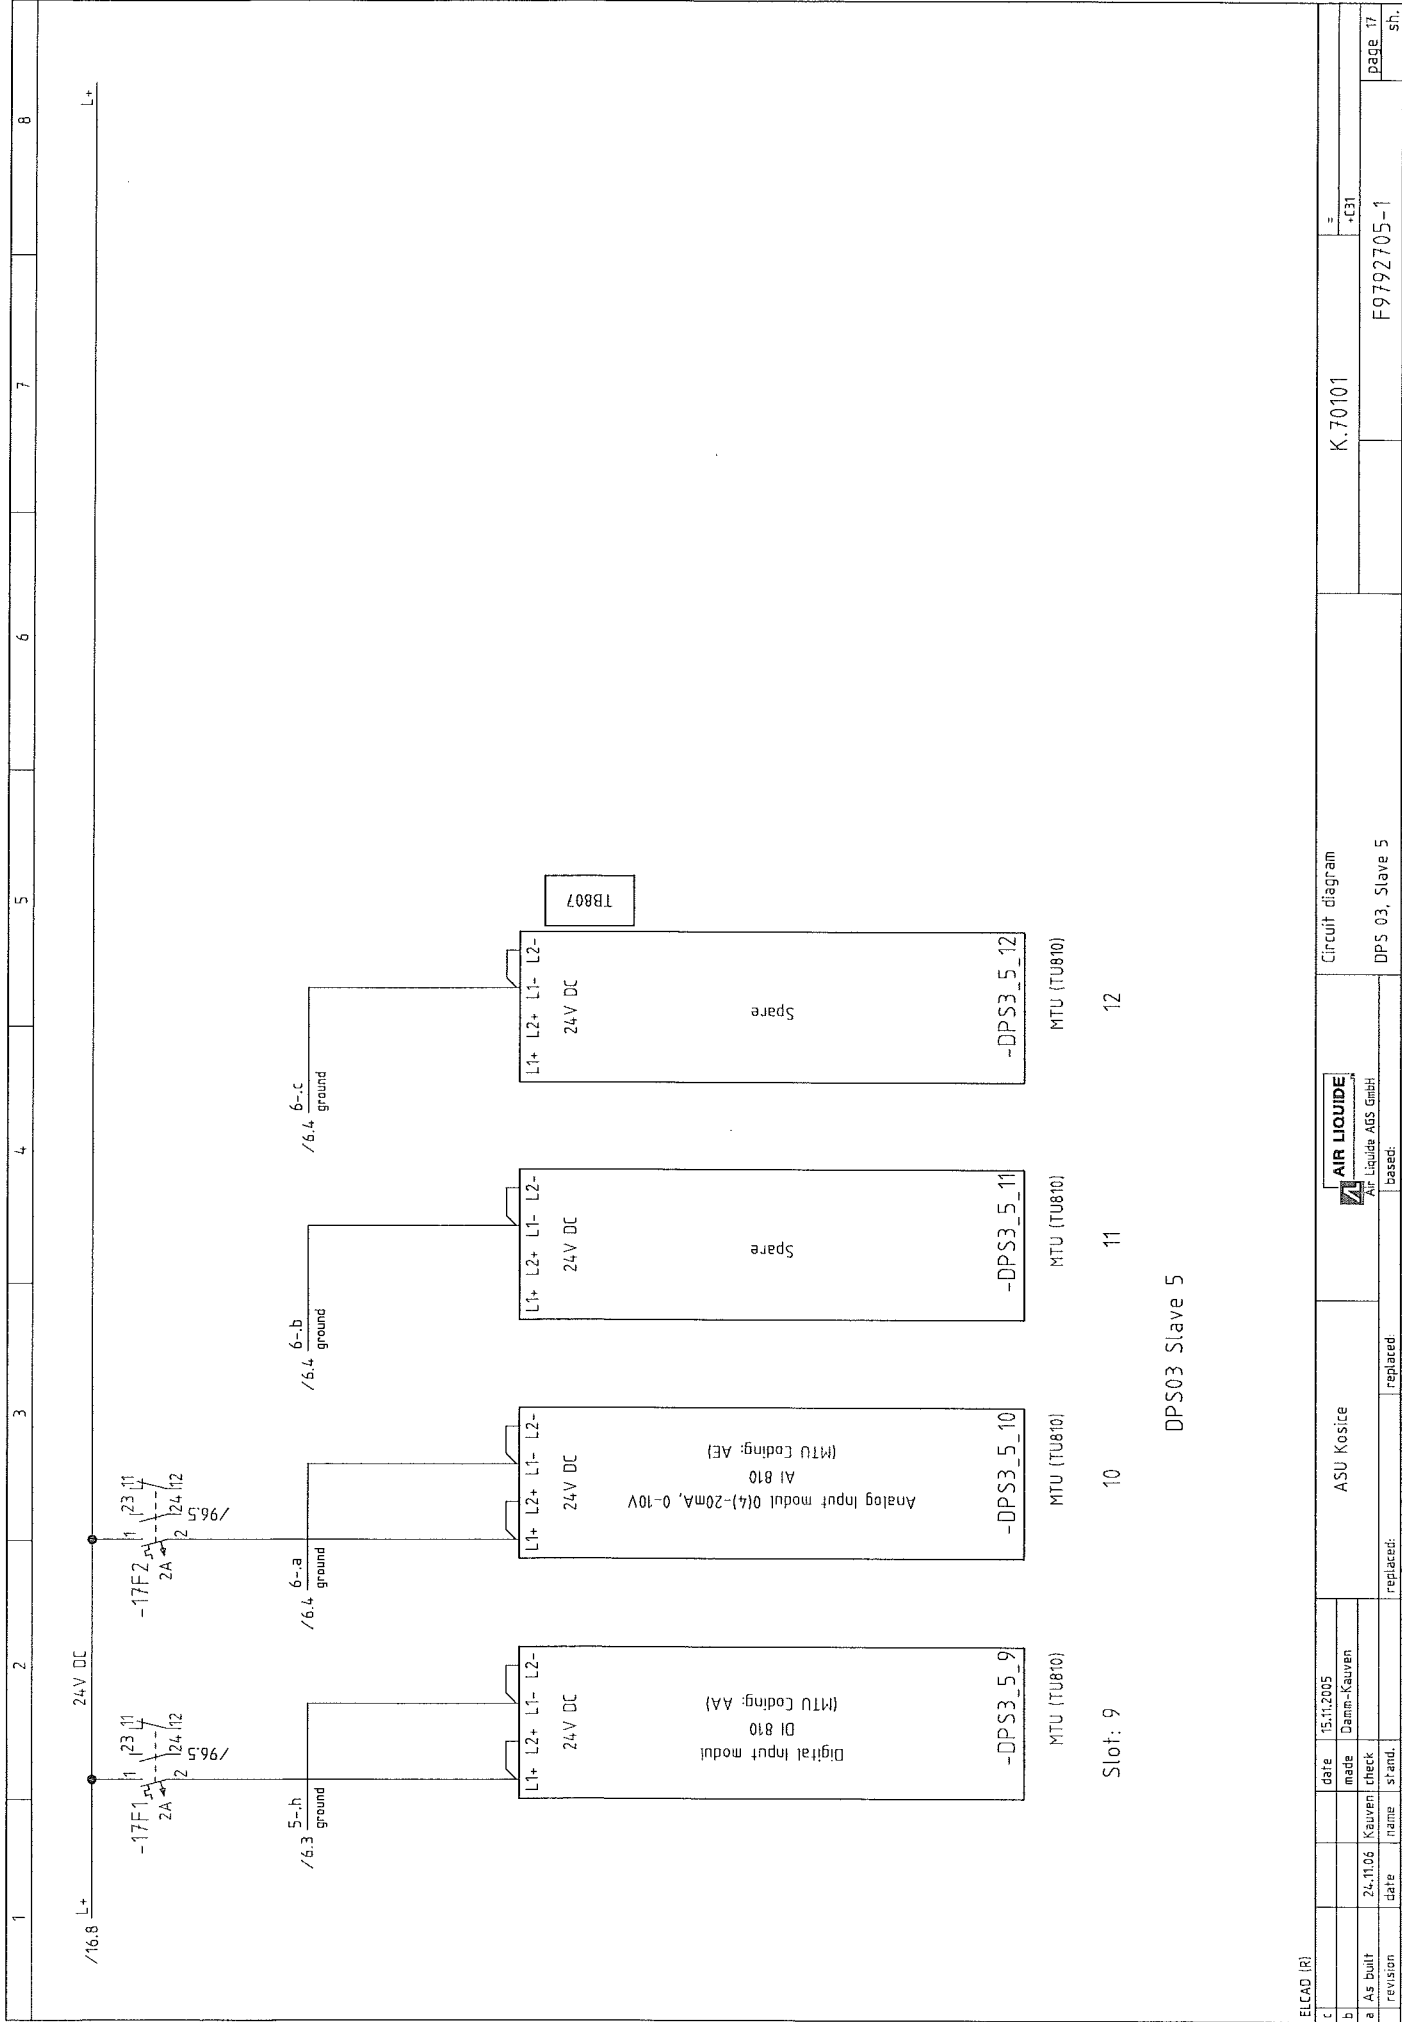 1 2 3 4 5 6 7 8
/16.8 L+ 24V DC L+
-17F1 1 23 11
2A 2 24 12
/96.5
-17F2 1 23 11
2A 2 24 12
/96.5
/6.3 5-.h
ground
/6.4 6-.a
ground
/6.4 6-.b
ground
/6.4 6-.c
ground
L1+ L2+ L1- L2-
24V DC
Digital Input modul
DI 810
(MTU Coding: AA)
-DPS3_5_9
MTU (TU810)
Slot: 9
L1+ L2+ L1- L2-
24V DC
Analog Input modul 0(4)-20mA, 0-10V
AI 810
(MTU Coding: AE)
-DPS3_5_10
MTU (TU810)
10
L1+ L2+ L1- L2-
24V DC
Spare
-DPS3_5_11
MTU (TU810)
11
L1+ L2+ L1- L2-
24V DC
Spare
-DPS3_5_12
MTU (TU810)
12
TB807
DPS03 Slave 5
ELCAD (R)
c
b
a As built 24.11.06 Kauven
revision date name
date 15.11.2005
made Damm-Kauven
check
stand.
ASU Kosice
replaced:
replaced:
AIR LIQUIDE
Air Liquide AGS GmbH
based:
Circuit diagram
DPS 03, Slave 5
K.70101
=
+C31
F9792705-1
page 17
sh.